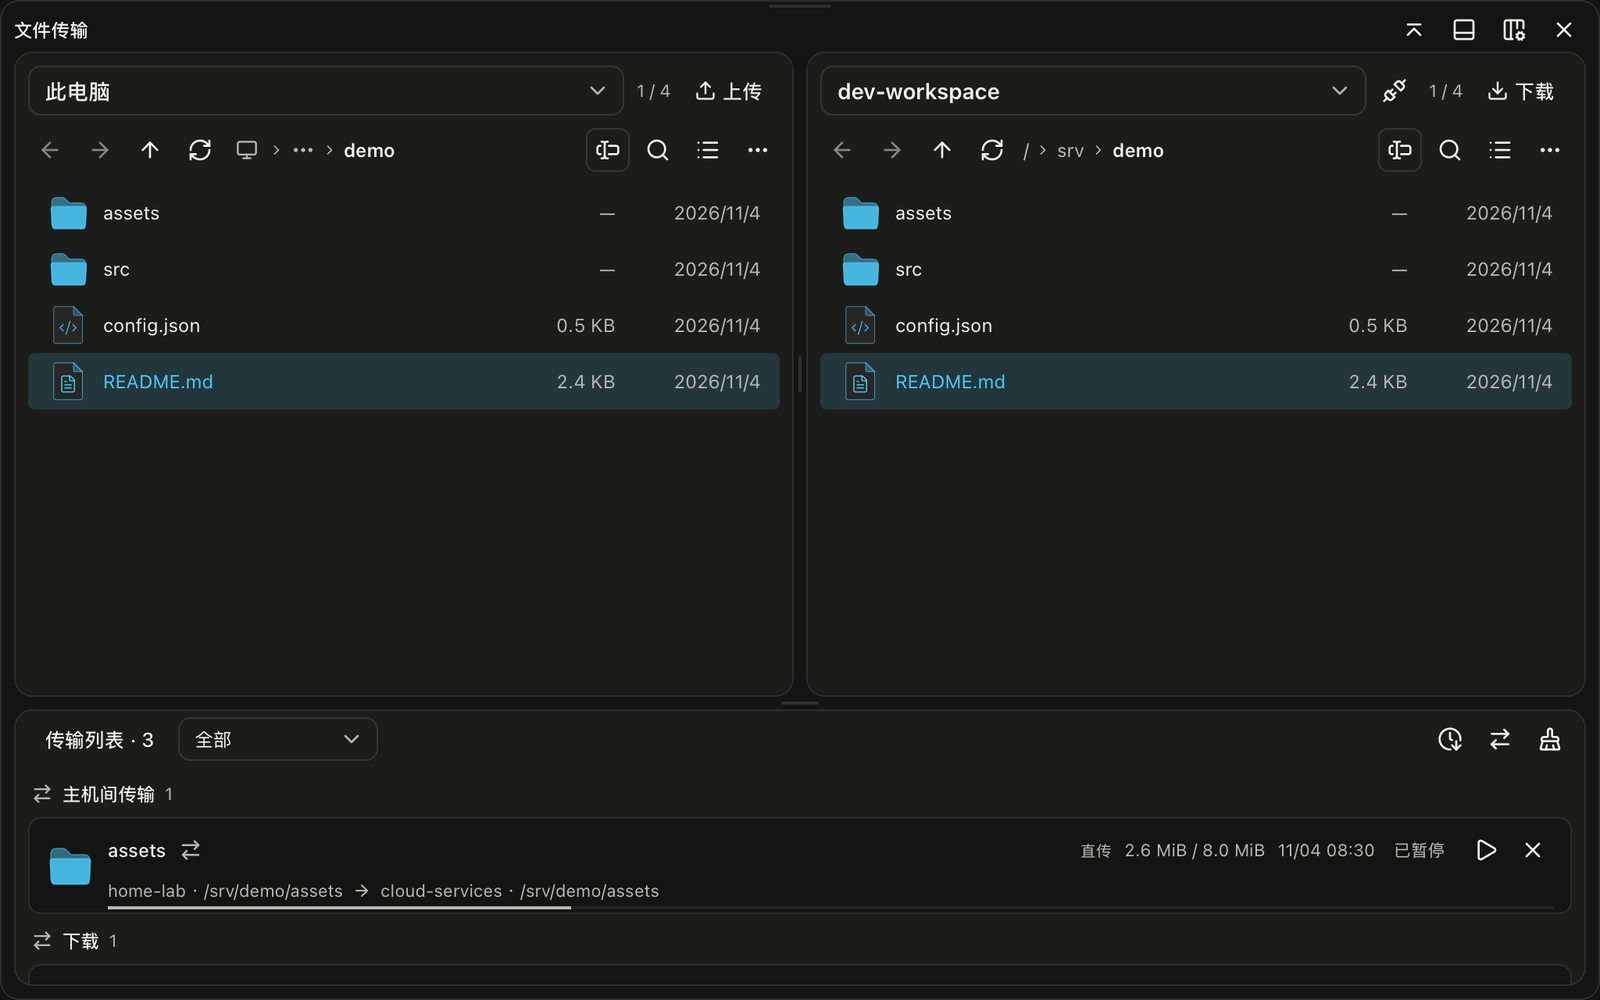 文件传输
此电脑
1 / 4
上传
demo
assets — 2026/11/4
src — 2026/11/4
config.json 0.5 KB 2026/11/4
README.md 2.4 KB 2026/11/4
dev-workspace
1 / 4
下载
/ srv demo
assets — 2026/11/4
src — 2026/11/4
config.json 0.5 KB 2026/11/4
README.md 2.4 KB 2026/11/4
传输列表 · 3
全部
主机间传输 1
assets
直传 2.6 MiB / 8.0 MiB 11/04 08:30 已暂停
home-lab · /srv/demo/assets → cloud-services · /srv/demo/assets
下载 1